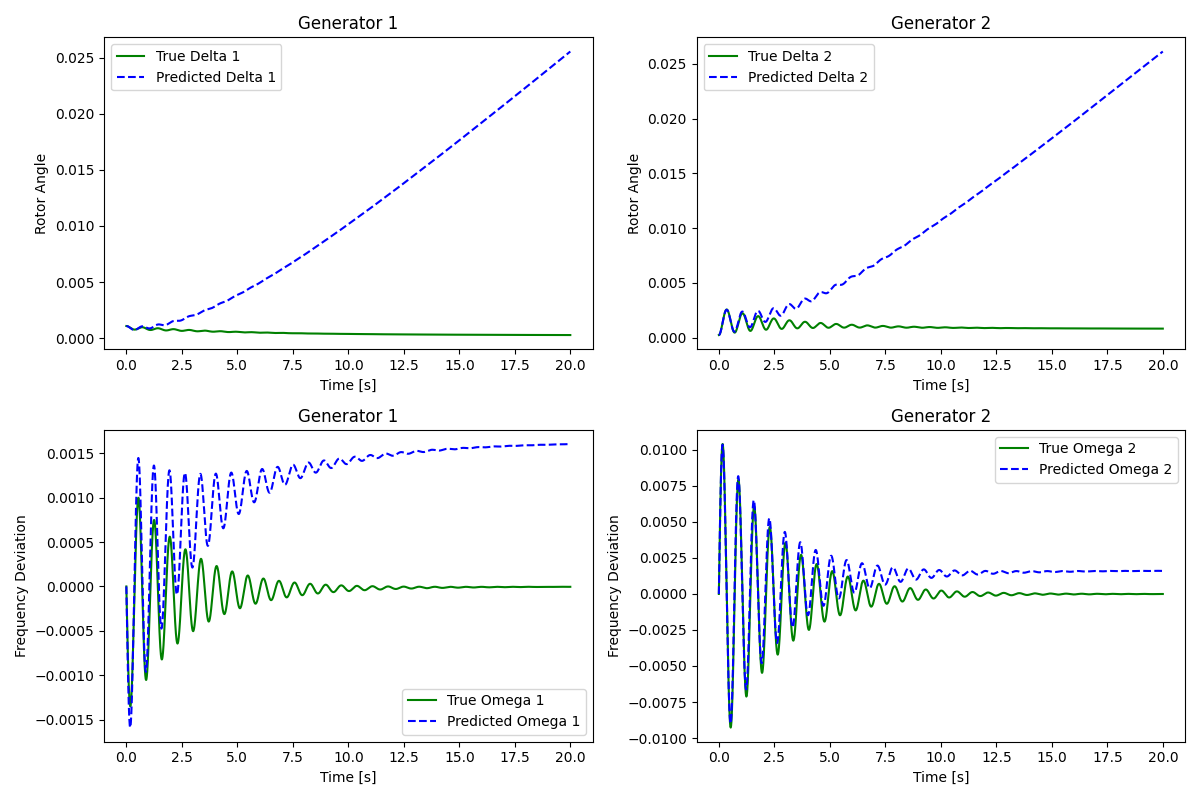 Generator 1
True Delta 1
Predicted Delta 1
Rotor Angle
0.025
0.020
0.015
0.010
0.005
0.000
0.0 2.5 5.0 7.5 10.0 12.5 15.0 17.5 20.0
Time [s]
Generator 2
True Delta 2
Predicted Delta 2
Rotor Angle
0.025
0.020
0.015
0.010
0.005
0.000
0.0 2.5 5.0 7.5 10.0 12.5 15.0 17.5 20.0
Time [s]
Generator 1
Frequency Deviation
0.0015
0.0010
0.0005
0.0000
−0.0005
−0.0010
−0.0015
True Omega 1
Predicted Omega 1
0.0 2.5 5.0 7.5 10.0 12.5 15.0 17.5 20.0
Time [s]
Generator 2
True Omega 2
Predicted Omega 2
Frequency Deviation
0.0100
0.0075
0.0050
0.0025
0.0000
−0.0025
−0.0050
−0.0075
−0.0100
0.0 2.5 5.0 7.5 10.0 12.5 15.0 17.5 20.0
Time [s]